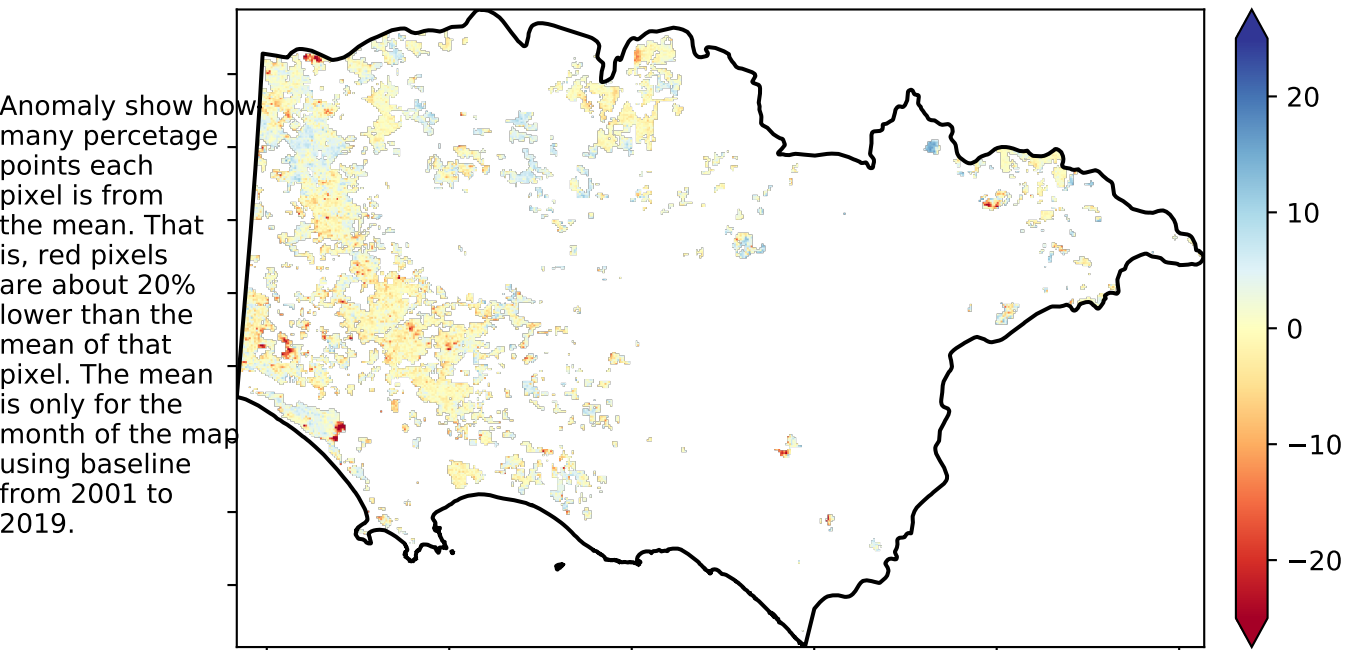 Anomaly show how
many percetage
points each
pixel is from
the mean. That
is, red pixels
are about 20%
lower than the
mean of that
pixel. The mean
is only for the
month of the map
using baseline
from 2001 to
2019.
20
10
0
−10
−20